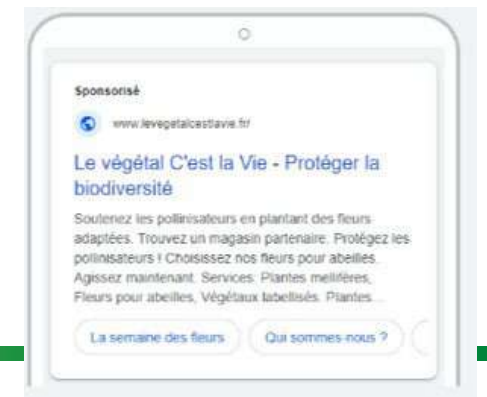 Sponsorisé
www.levegetalcestlavie.fr/
Le végétal C'est la Vie - Protéger la
biodiversité
Soutenez les pollinisateurs en plantant des fleurs
adaptées. Trouvez un magasin partenaire. Protégez les
pollinisateurs ! Choisissez nos fleurs pour abeilles.
Agissez maintenant. Services: Plantes mellifères,
Fleurs pour abeilles, Végétaux labellisés. Plantes...
La semaine des fleurs Qui sommes-nous ?